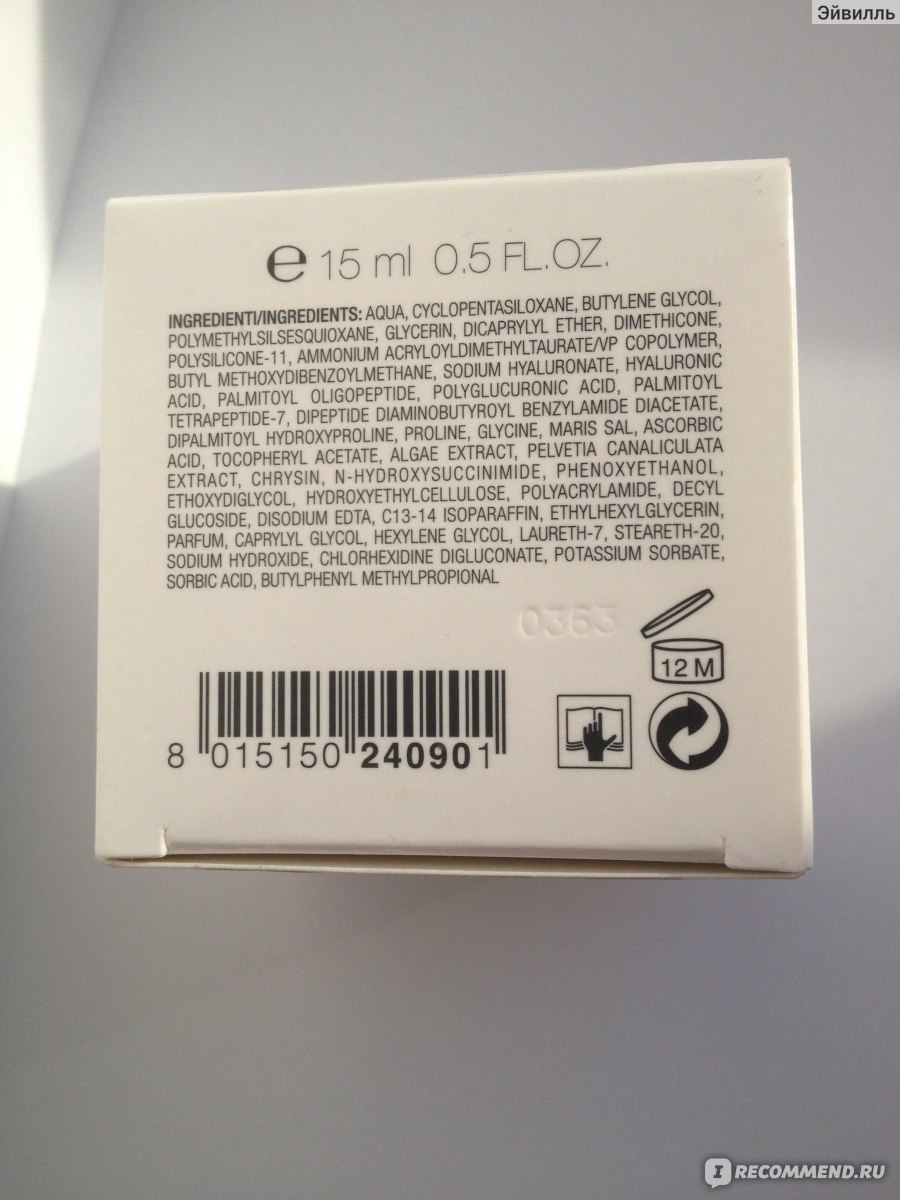 Эйвилль
e 15 ml 0.5 FL.OZ.
INGREDIENTI/INGREDIENTS: AQUA, CYCLOPENTASILOXANE, BUTYLENE GLYCOL,
POLYMETHYLSILSESQUIOXANE, GLYCERIN, DICAPRYLYL ETHER, DIMETHICONE,
POLYSILICONE-11, AMMONIUM ACRYLOYLDIMETHYLTAURATE/VP COPOLYMER,
BUTYL METHOXYDIBENZOYLMETHANE, SODIUM HYALURONATE, HYALURONIC
ACID, PALMITOYL OLIGOPEPTIDE, POLYGLUCURONIC ACID, PALMITOYL
TETRAPEPTIDE-7, DIPEPTIDE DIAMINOBUTYROYL BENZYLAMIDE DIACETATE,
DIPALMITOYL HYDROXYPROLINE, PROLINE, GLYCINE, MARIS SAL, ASCORBIC
ACID, TOCOPHERYL ACETATE, ALGAE EXTRACT, PELVETIA CANALICULATA
EXTRACT, CHRYSIN, N-HYDROXYSUCCINIMIDE, PHENOXYETHANOL,
ETHOXYDIGLYCOL, HYDROXYETHYLCELLULOSE, POLYACRYLAMIDE, DECYL
GLUCOSIDE, DISODIUM EDTA, C13-14 ISOPARAFFIN, ETHYLHEXYLGLYCERIN,
PARFUM, CAPRYLYL GLYCOL, HEXYLENE GLYCOL, LAURETH-7, STEARETH-20,
SODIUM HYDROXIDE, CHLORHEXIDINE DIGLUCONATE, POTASSIUM SORBATE,
SORBIC ACID, BUTYLPHENYL METHYLPROPIONAL
0363
12 M
8 015150 240901
IRECOMMEND.RU